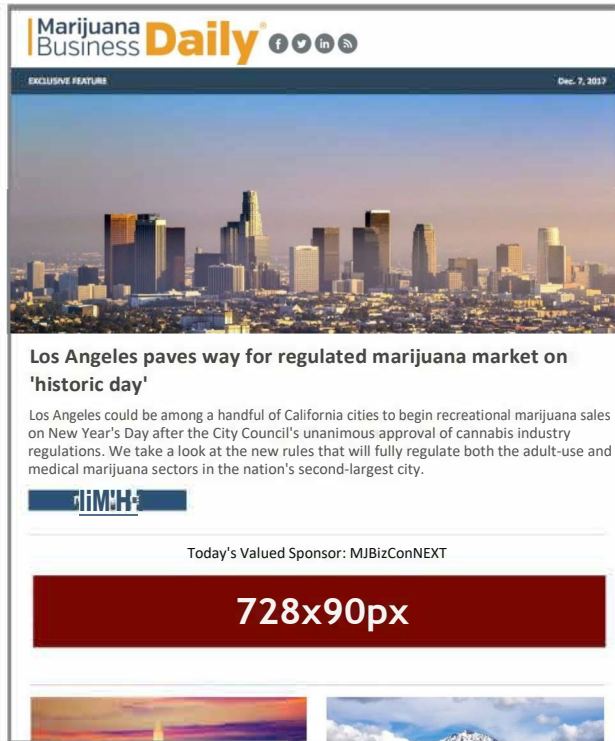 Marijuana
Business Daily
EXCLUSIVE FEATURE
Dec. 7, 2017
Los Angeles paves way for regulated marijuana market on
'historic day'
Los Angeles could be among a handful of California cities to begin recreational marijuana sales
on New Year's Day after the City Council's unanimous approval of cannabis industry
regulations. We take a look at the new rules that will fully regulate both the adult-use and
medical marijuana sectors in the nation's second-largest city.
Today's Valued Sponsor: MJBizConNEXT
728x90px